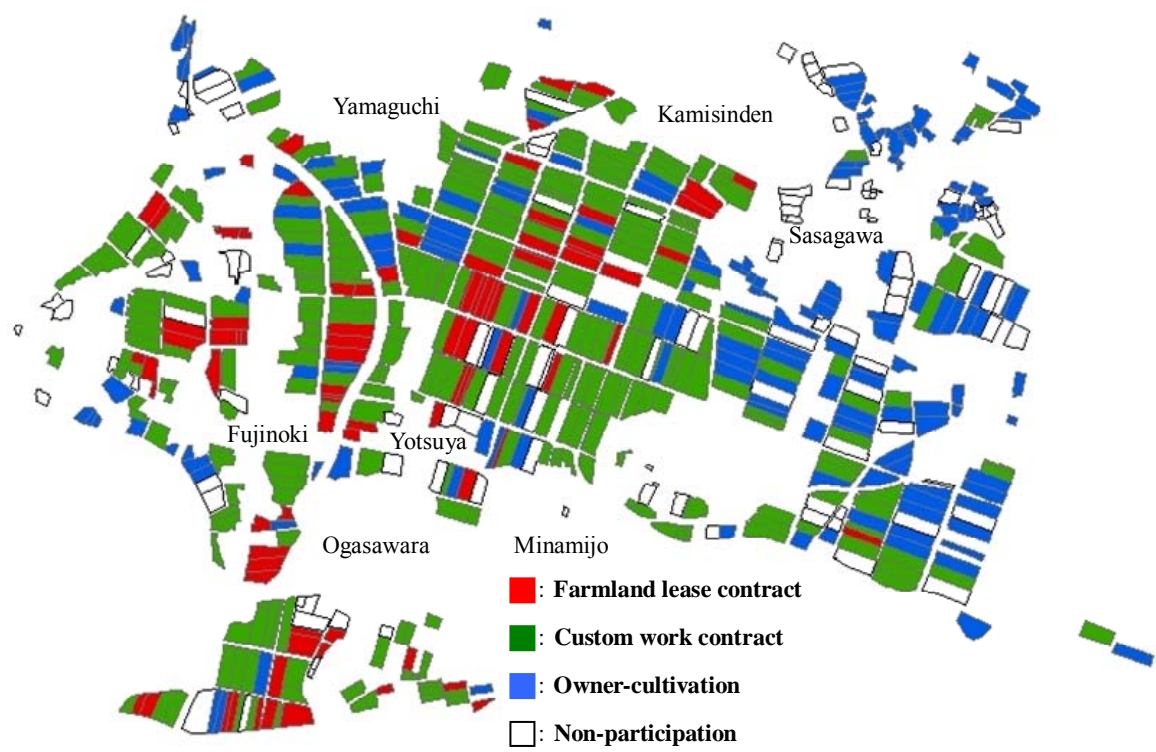 Yamaguchi
Kamisinden
Sasagawa
Fujinoki
Yotsuya
Ogasawara
Minamijo
: Farmland lease contract
: Custom work contract
: Owner-cultivation
: Non-participation